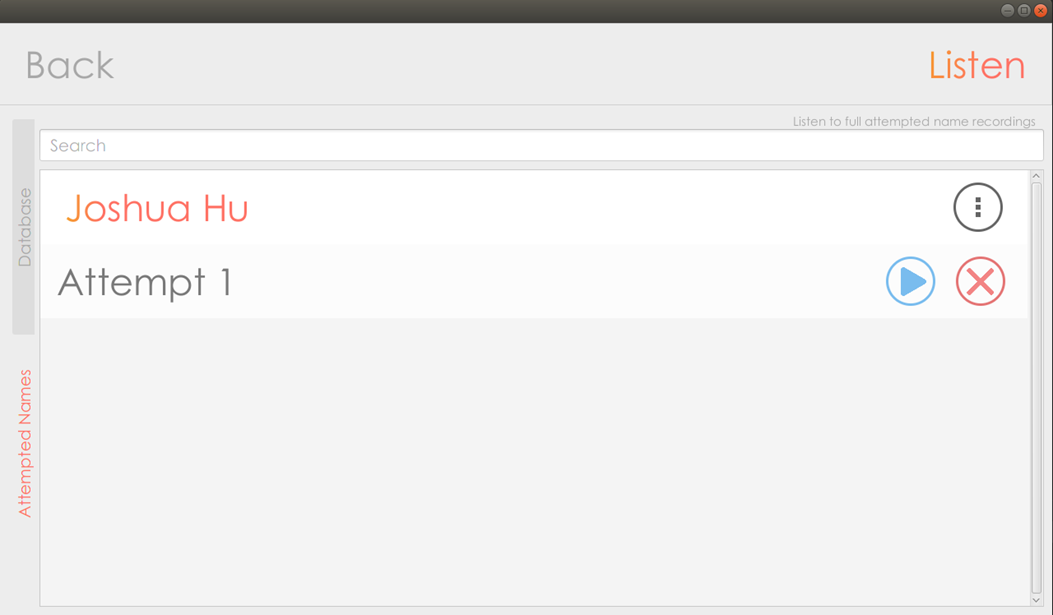 Back
Listen
Listen to full attempted name recordings
Search
Database
Joshua Hu
Attempt 1
Attempted Names